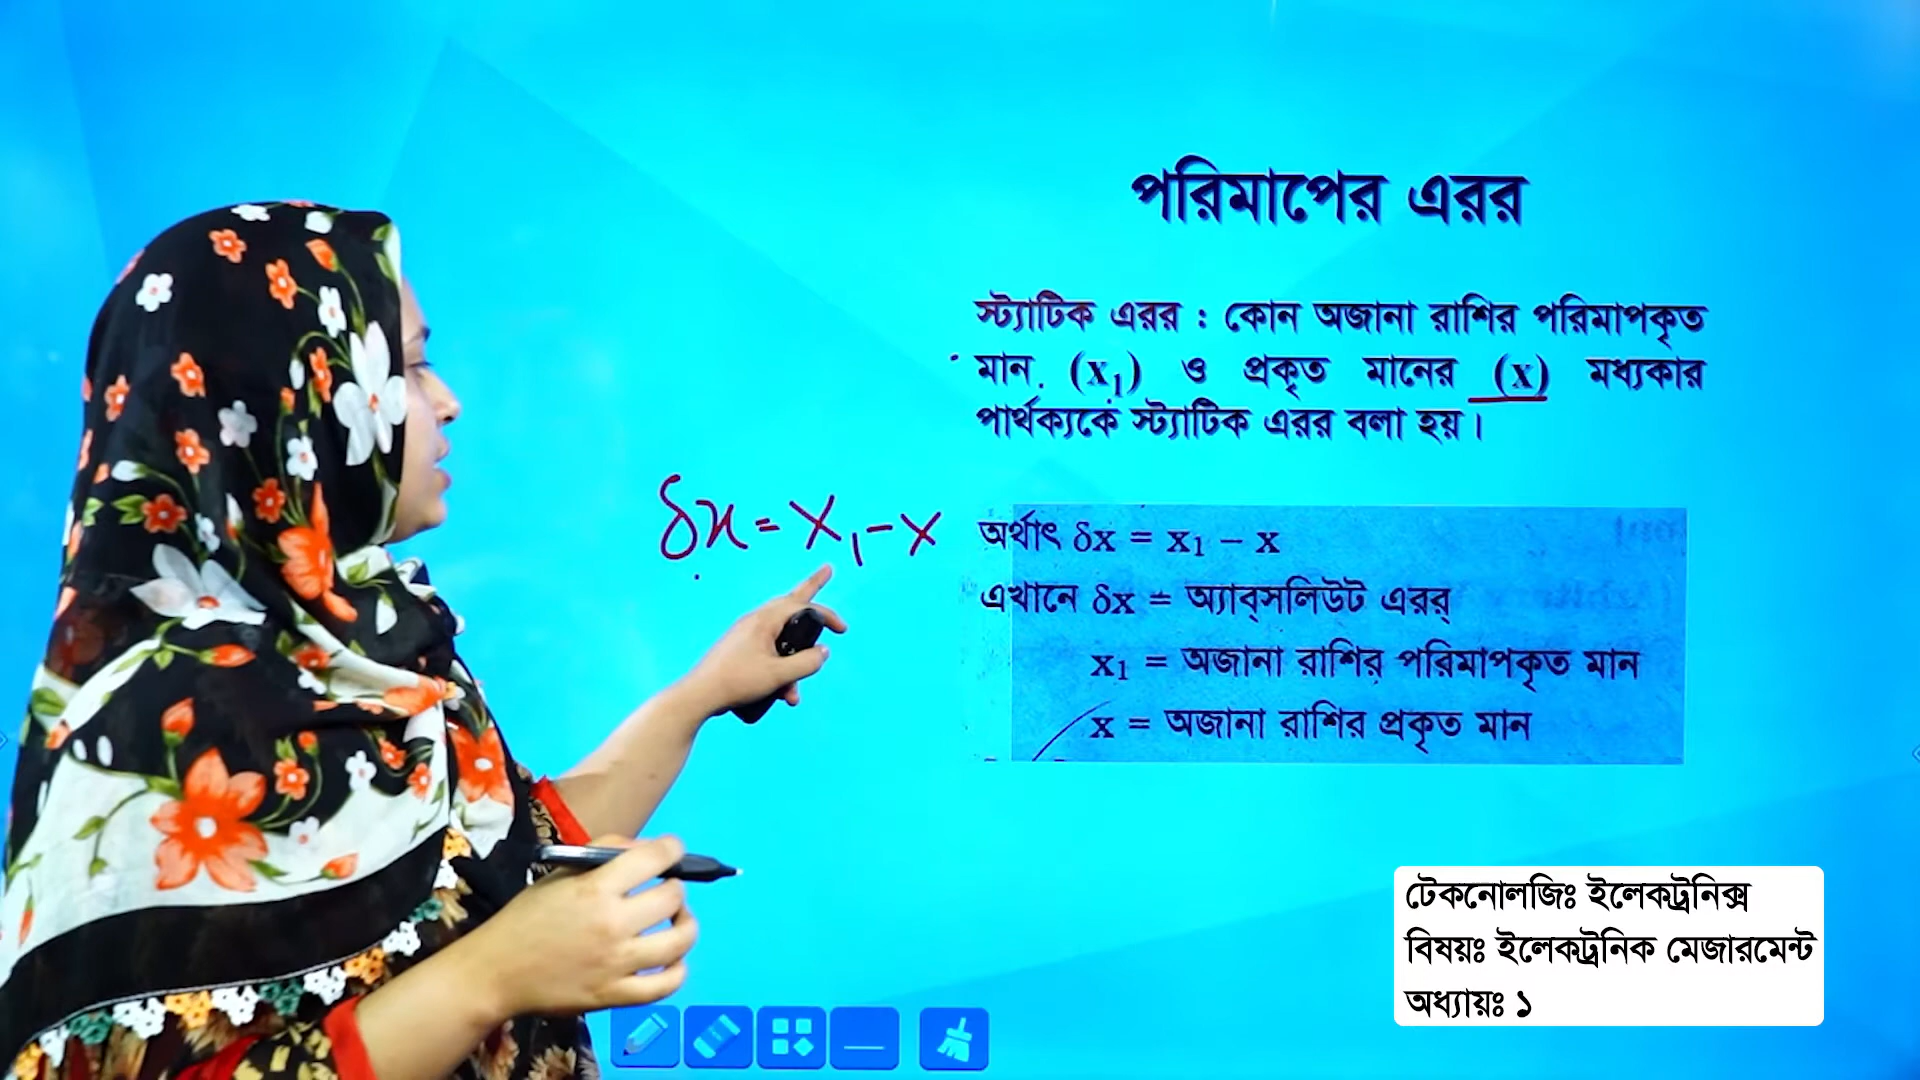 পরিমাপের এরর
স্ট্যাটিক এরর : কোন অজানা রাশির পরিমাপকৃত
মান (x₁) ও প্রকৃত মানের (x) মধ্যকার
পার্থক্যকে স্ট্যাটিক এরর বলা হয়।
δx = x₁ - x
অর্থাৎ δx = x₁ – x
এখানে δx = অ্যাব্‌সলিউট এরর্
x₁ = অজানা রাশির পরিমাপকৃত মান
x = অজানা রাশির প্রকৃত মান
টেকনোলজিঃ ইলেকট্রনিক্স
বিষয়ঃ ইলেকট্রনিক মেজারমেন্ট
অধ্যায়ঃ ১